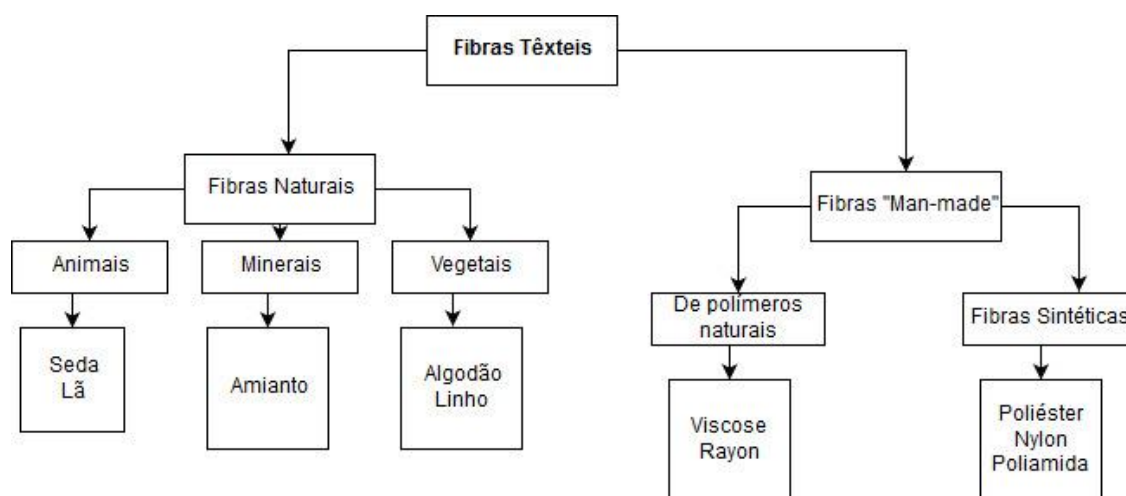 Fibras Têxteis
Fibras Naturais
Fibras "Man-made"
Animais
Minerais
Vegetais
De polímeros
naturais
Fibras Sintéticas
Seda
Lã
Amianto
Algodão
Linho
Viscose
Rayon
Poliéster
Nylon
Poliamida